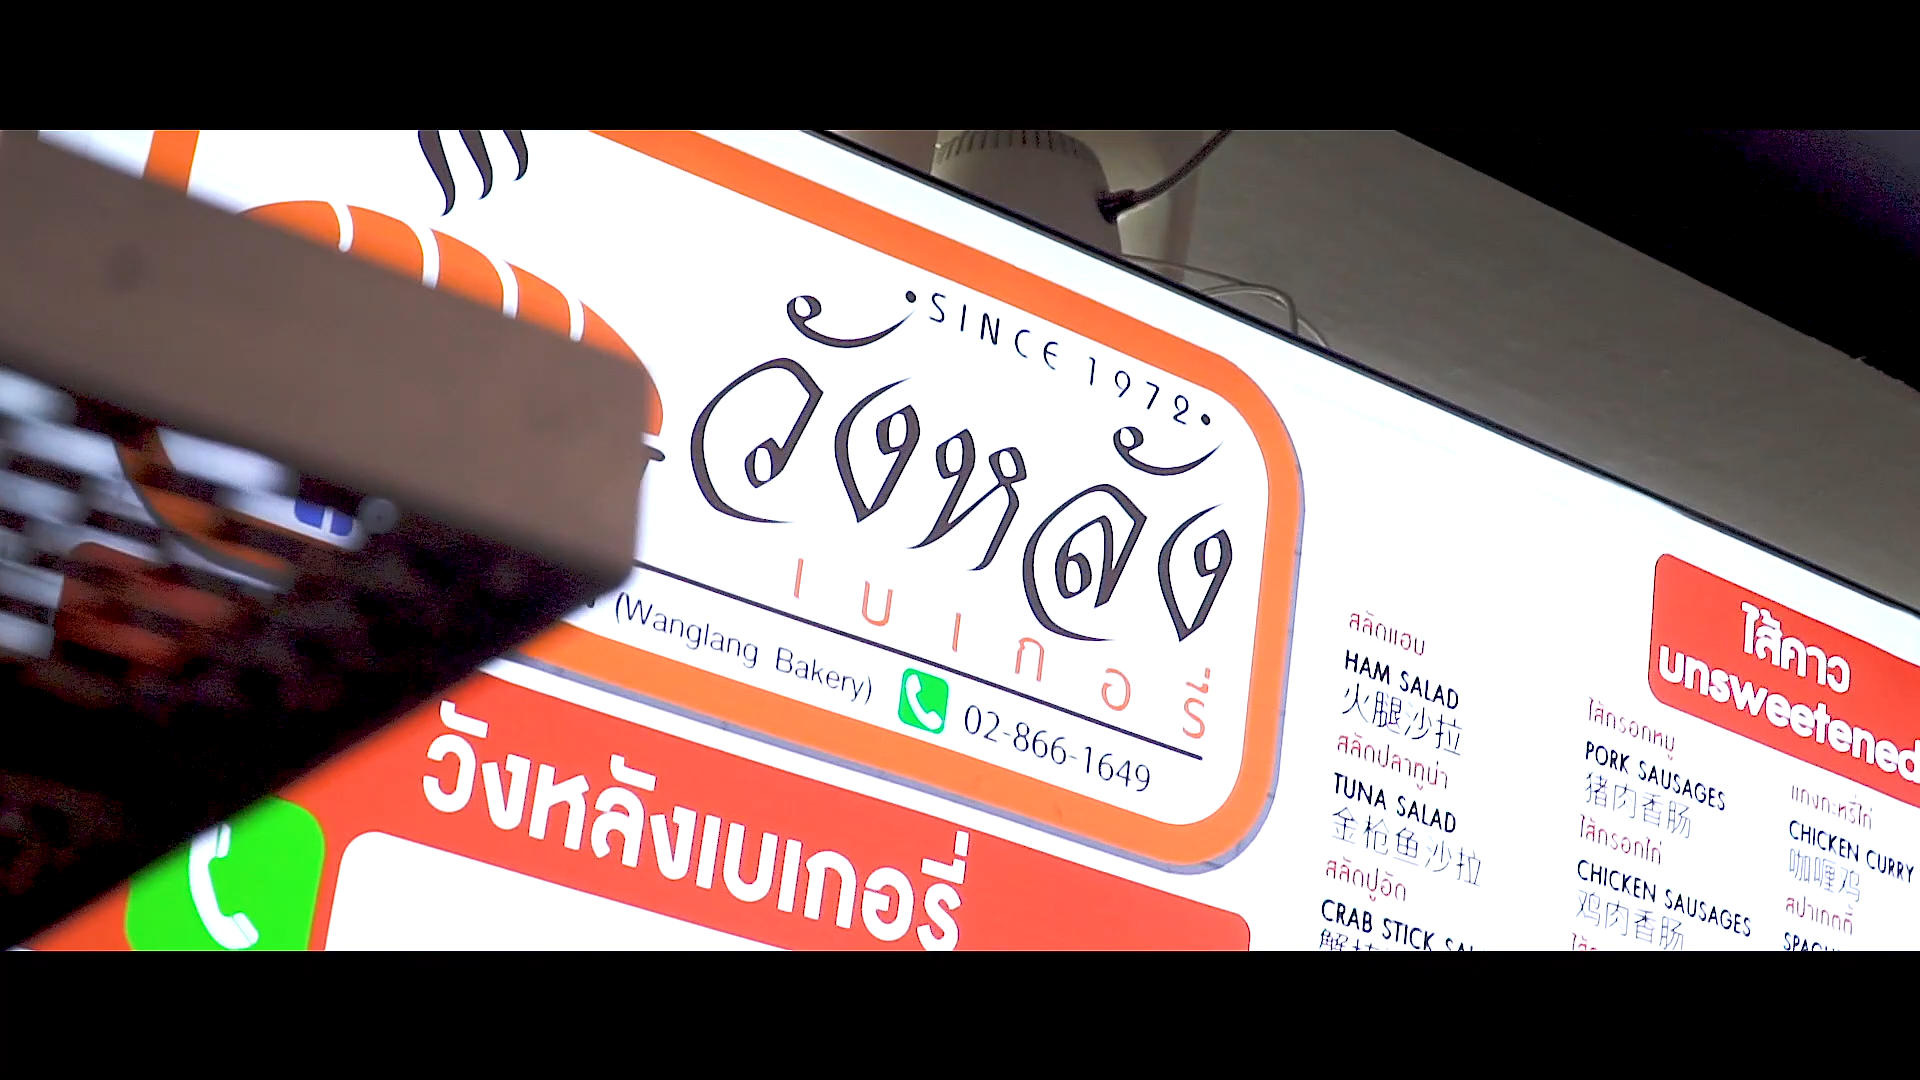 •SINCE 1972•
วังหลัง
เบเกอรี่
(Wanglang Bakery)
02-866-1649
วังหลังเบเกอรี่
สลัดแฮม
HAM SALAD
火腿沙拉
สลัดปลาทูน่า
TUNA SALAD
金枪鱼沙拉
สลัดปูอัด
CRAB STICK
ไส้คาว
unsweetened
ไส้กรอกหมู
PORK SAUSAGES
猪肉香肠
ไส้กรอกไก่
CHICKEN SAUSAGES
鸡肉香肠
แกงกะหรี่ไก่
CHICKEN CURRY
咖喱鸡
สปาเกตตี้